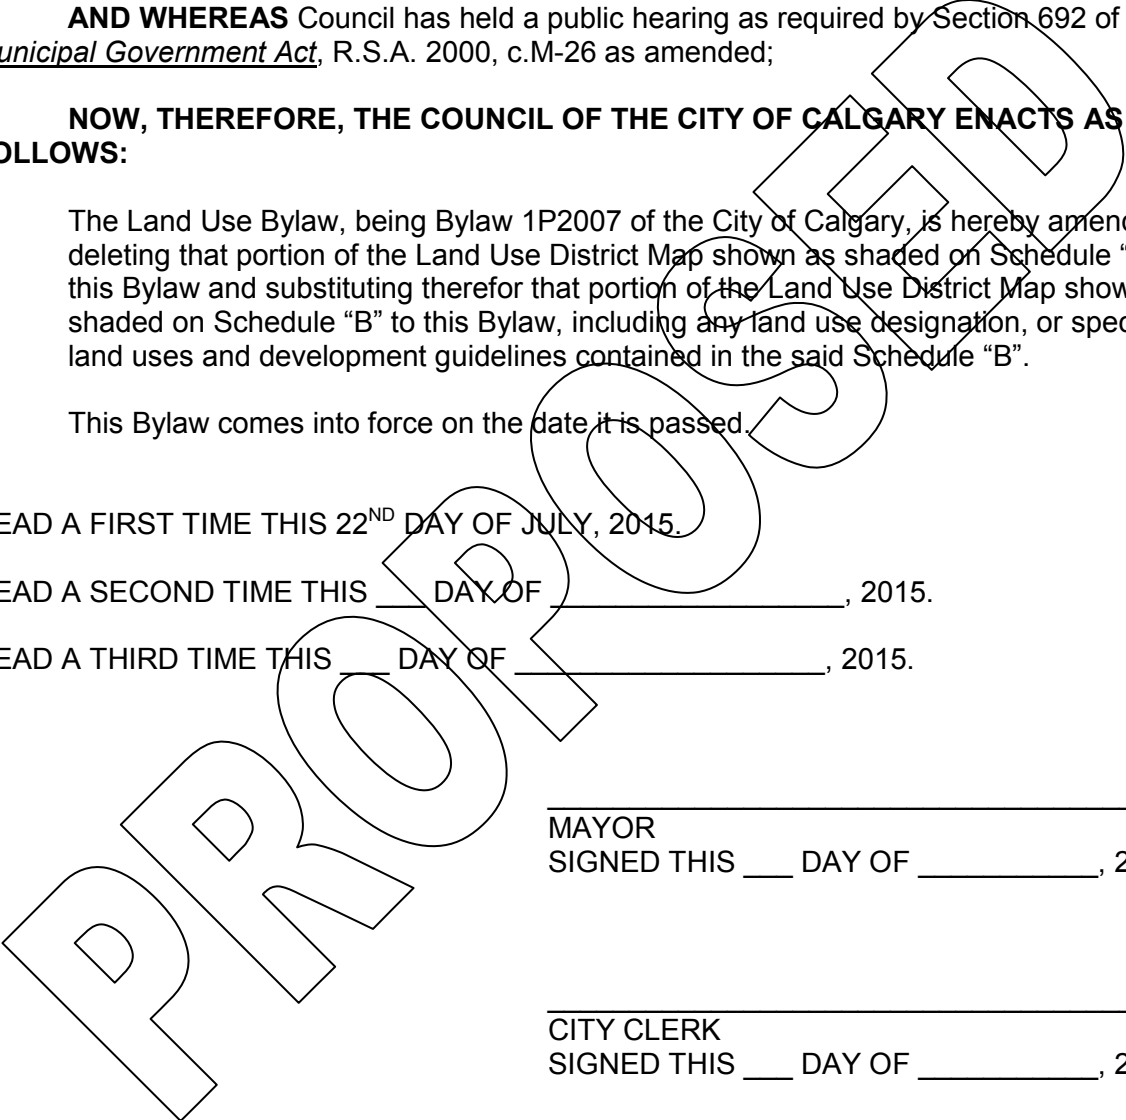 AND WHEREAS Council has held a public hearing as required by Section 692 of
unicipal Government Act, R.S.A. 2000, c.M-26 as amended;
NOW, THEREFORE, THE COUNCIL OF THE CITY OF CALGARY ENACTS AS
OLLOWS:
The Land Use Bylaw, being Bylaw 1P2007 of the City of Calgary, is hereby amend
deleting that portion of the Land Use District Map shown as shaded on Schedule “
this Bylaw and substituting therefor that portion of the Land Use District Map show
shaded on Schedule “B” to this Bylaw, including any land use designation, or spec
land uses and development guidelines contained in the said Schedule “B”.
This Bylaw comes into force on the date it is passed.
EAD A FIRST TIME THIS 22ND DAY OF JULY, 2015.
EAD A SECOND TIME THIS ___ DAY OF __________________, 2015.
EAD A THIRD TIME THIS ___ DAY OF ___________________, 2015.
MAYOR
SIGNED THIS ___ DAY OF ___________, 2
CITY CLERK
SIGNED THIS ___ DAY OF ___________, 2
PROPOSED